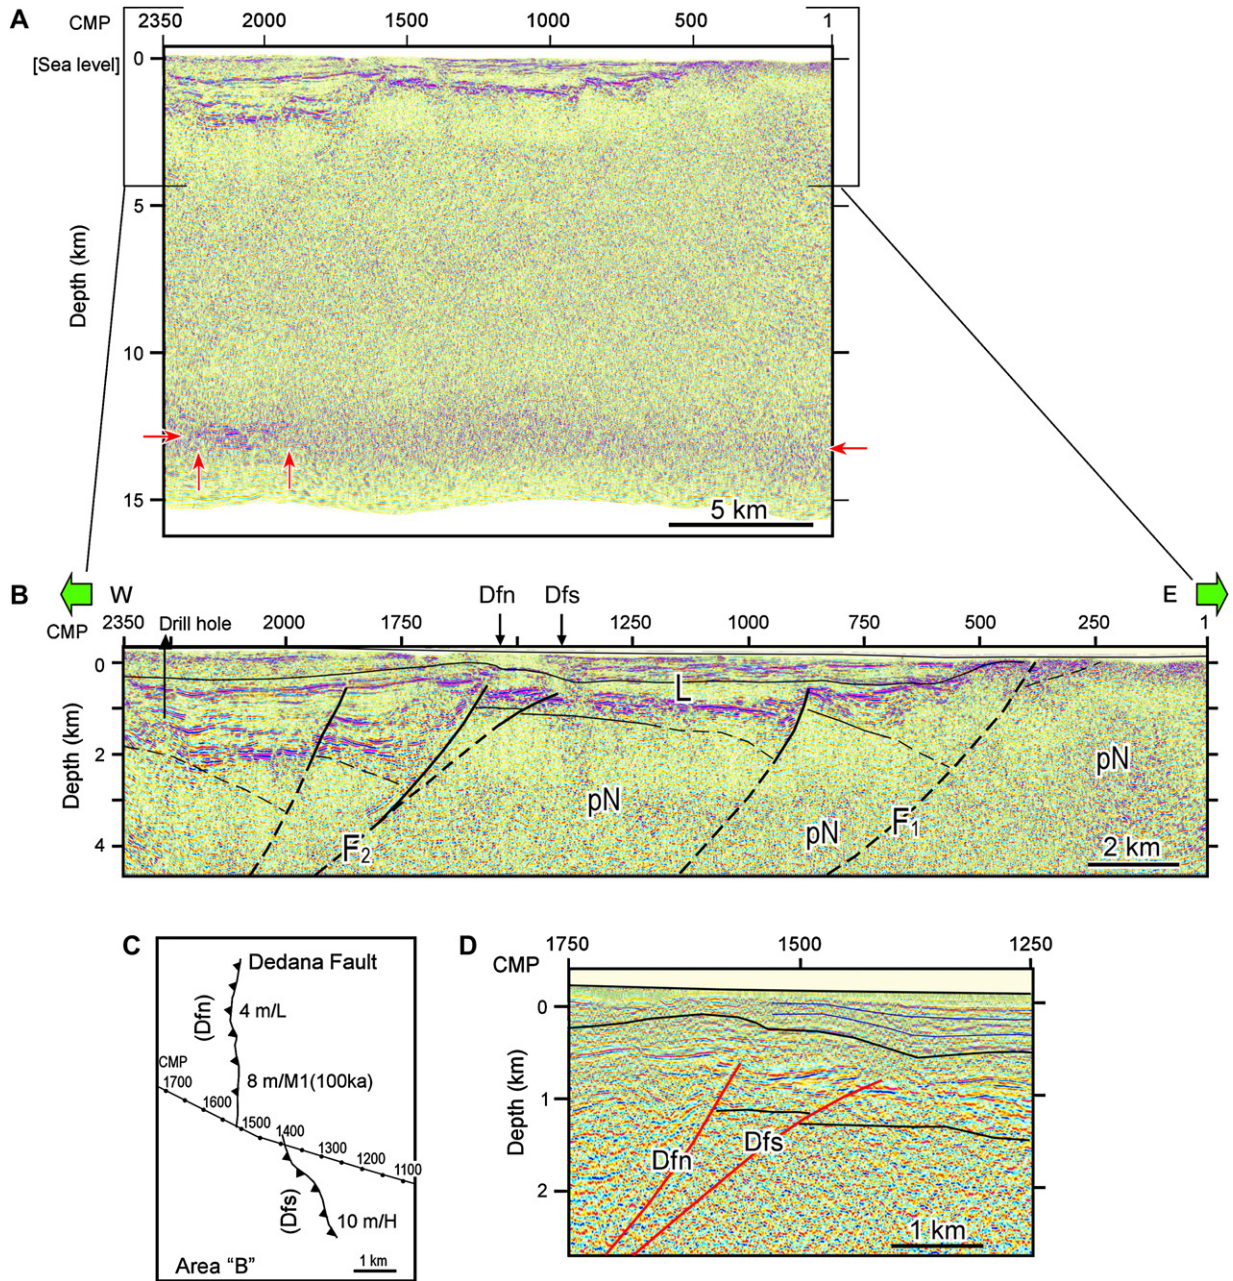 A CMP 2350 2000 1500 1000 500 1
[Sea level] 0
5
Depth (km)
10
15
5 km
B W Dfn Dfs E
CMP 2350 Drill hole 2000 1750 1250 1000 750 500 250 1
0 0
L
Depth (km)
2 2
pN
pN
pN
F1
F2
4 4
2 km
C
Dedana Fault
(Dfn)
4 m/L
CMP
8 m/M1(100ka)
1700
1600
1500
1400
1300
1200
1100
(Dfs)
10 m/H
Area “B”
1 km
D
1750 1500 1250
CMP
0
Depth (km)
1
Dfn Dfs
2
1 km